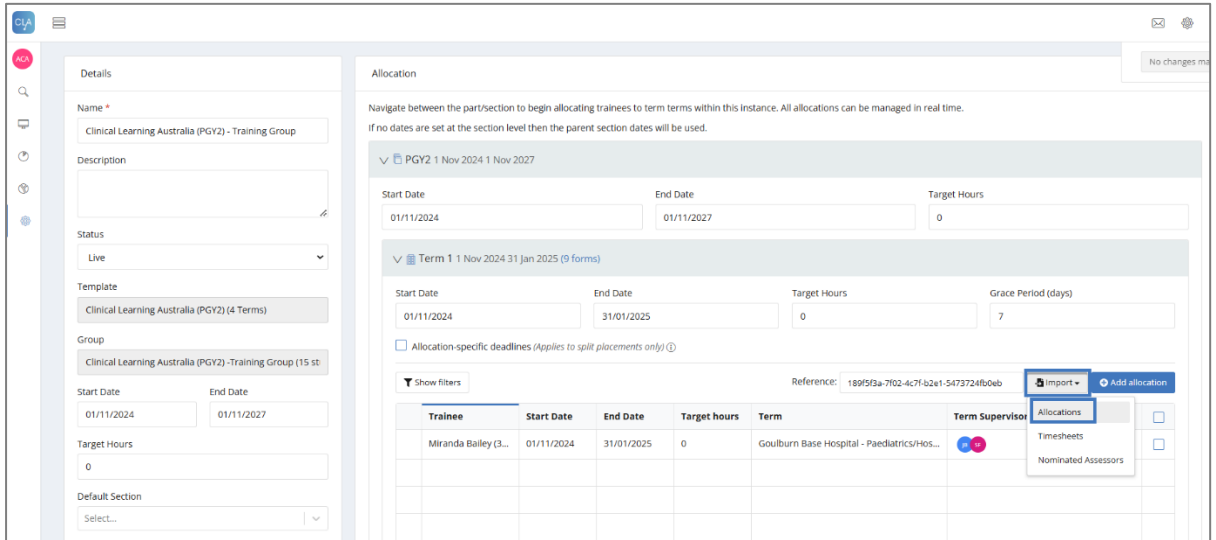 CLA
No changes ma
ACA
Details
Name *
Clinical Learning Australia (PGY2) - Training Group
Description
Status
Live
Template
Clinical Learning Australia (PGY2) (4 Terms)
Group
Clinical Learning Australia (PGY2) -Training Group (15 st
Start Date End Date
01/11/2024 01/11/2027
Target Hours
0
Default Section
Select...
Allocation
Navigate between the part/section to begin allocating trainees to term terms within this instance. All allocations can be managed in real time.
If no dates are set at the section level then the parent section dates will be used.
PGY2 1 Nov 2024 1 Nov 2027
Start Date End Date Target Hours
01/11/2024 01/11/2027 0
Term 1 1 Nov 2024 31 Jan 2025 (9 forms)
Start Date End Date Target Hours Grace Period (days)
01/11/2024 31/01/2025 0 7
Allocation-specific deadlines (Applies to split placements only)
Show filters Reference: 189f5f3a-7f02-4c7f-b2e1-5473724fb0eb Import Add allocation
Trainee Start Date End Date Target hours Term Term Supervisor
Miranda Bailey (3... 01/11/2024 31/01/2025 0 Goulburn Base Hospital - Paediatrics/Hos...
Allocations
Timesheets
Nominated Assessors